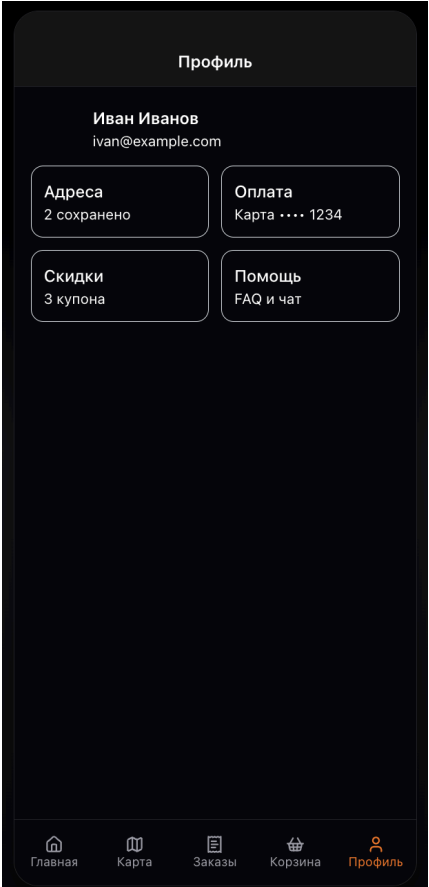 Профиль
Иван Иванов
ivan@example.com
Адреса
2 сохранено
Оплата
Карта •••• 1234
Скидки
3 купона
Помощь
FAQ и чат
Главная
Карта
Заказы
Корзина
Профиль